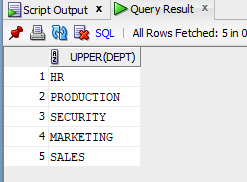 Script Output × Query Result ×
SQL | All Rows Fetched: 5 in 0
UPPER(DEPT)
1 HR
2 PRODUCTION
3 SECURITY
4 MARKETING
5 SALES